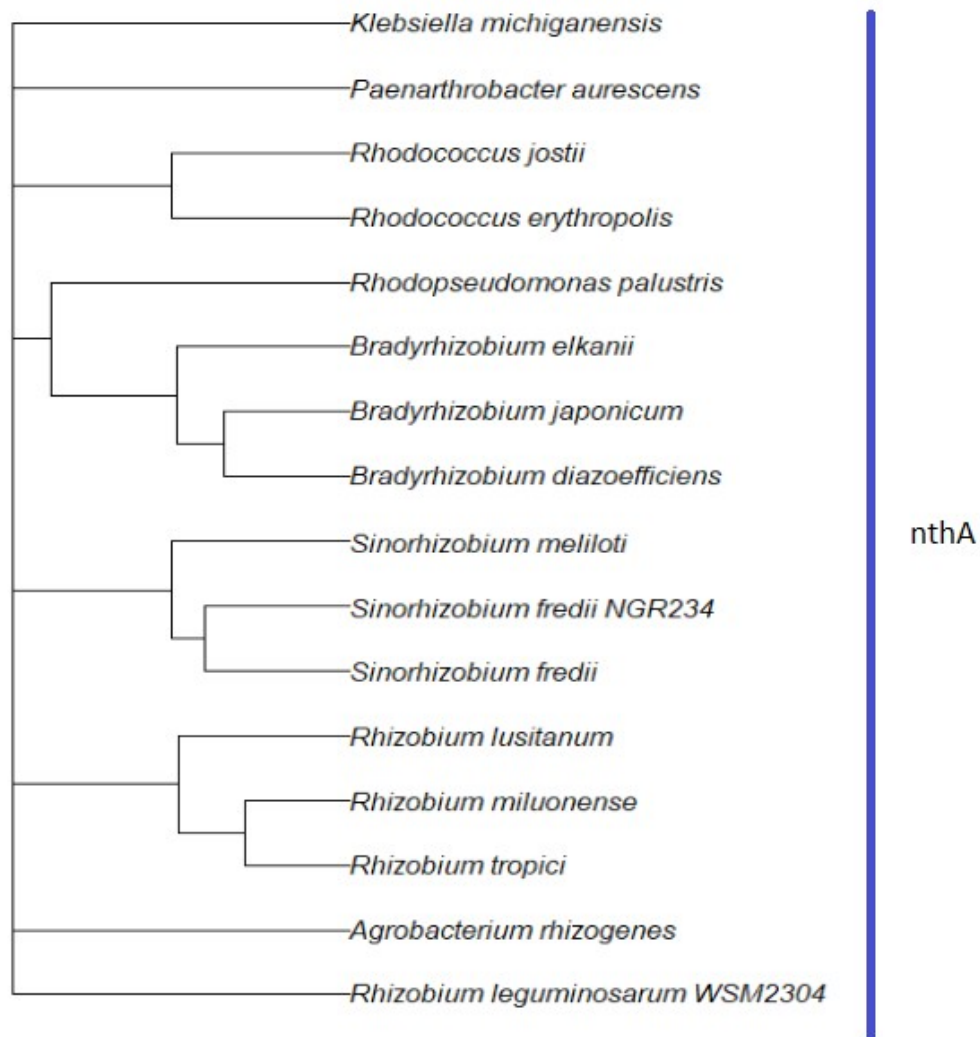 Klebsiella michiganensis
Paenarthrobacter aurescens
Rhodococcus jostii
Rhodococcus erythropolis
Rhodopseudomonas palustris
Bradyrhizobium elkanii
Bradyrhizobium japonicum
Bradyrhizobium diazoefficiens
nthA
Sinorhizobium meliloti
Sinorhizobium fredii NGR234
Sinorhizobium fredii
Rhizobium lusitanum
Rhizobium miluonense
Rhizobium tropici
Agrobacterium rhizogenes
Rhizobium leguminosarum WSM2304